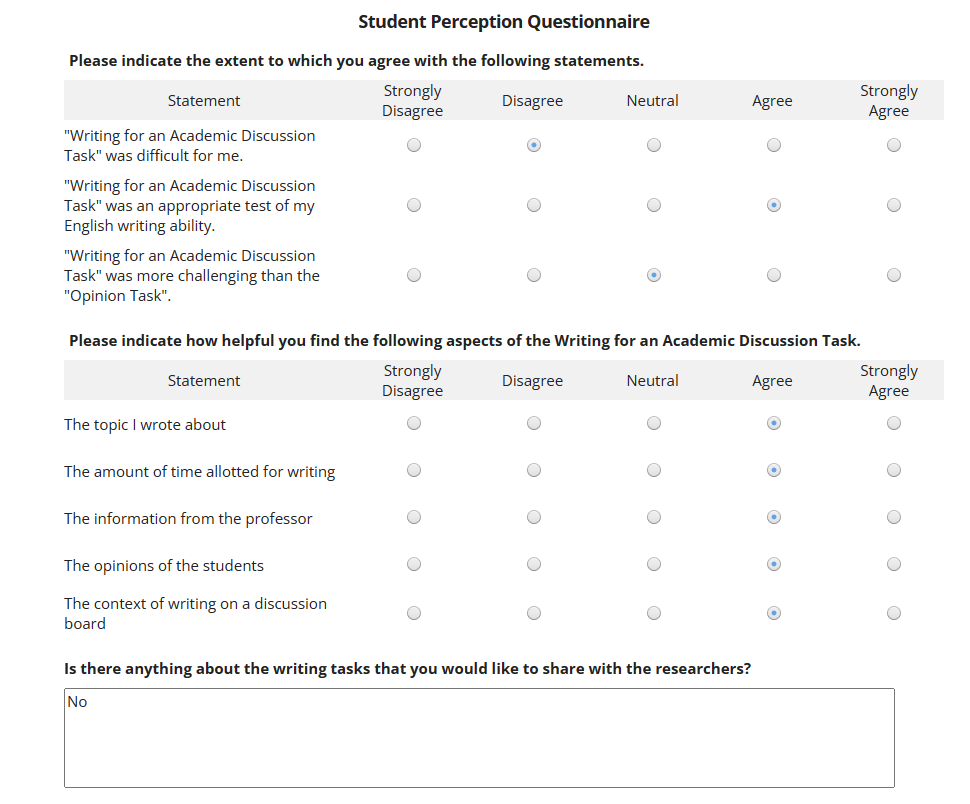 Student Perception Questionnaire
Please indicate the extent to which you agree with the following statements.
Statement Strongly Disagree Disagree Neutral Agree Strongly Agree
"Writing for an Academic Discussion
Task" was difficult for me.
"Writing for an Academic Discussion
Task" was an appropriate test of my
English writing ability.
"Writing for an Academic Discussion
Task" was more challenging than the
"Opinion Task".
Please indicate how helpful you find the following aspects of the Writing for an Academic Discussion Task.
Statement Strongly Disagree Disagree Neutral Agree Strongly Agree
The topic I wrote about
The amount of time allotted for writing
The information from the professor
The opinions of the students
The context of writing on a discussion
board
Is there anything about the writing tasks that you would like to share with the researchers?
No